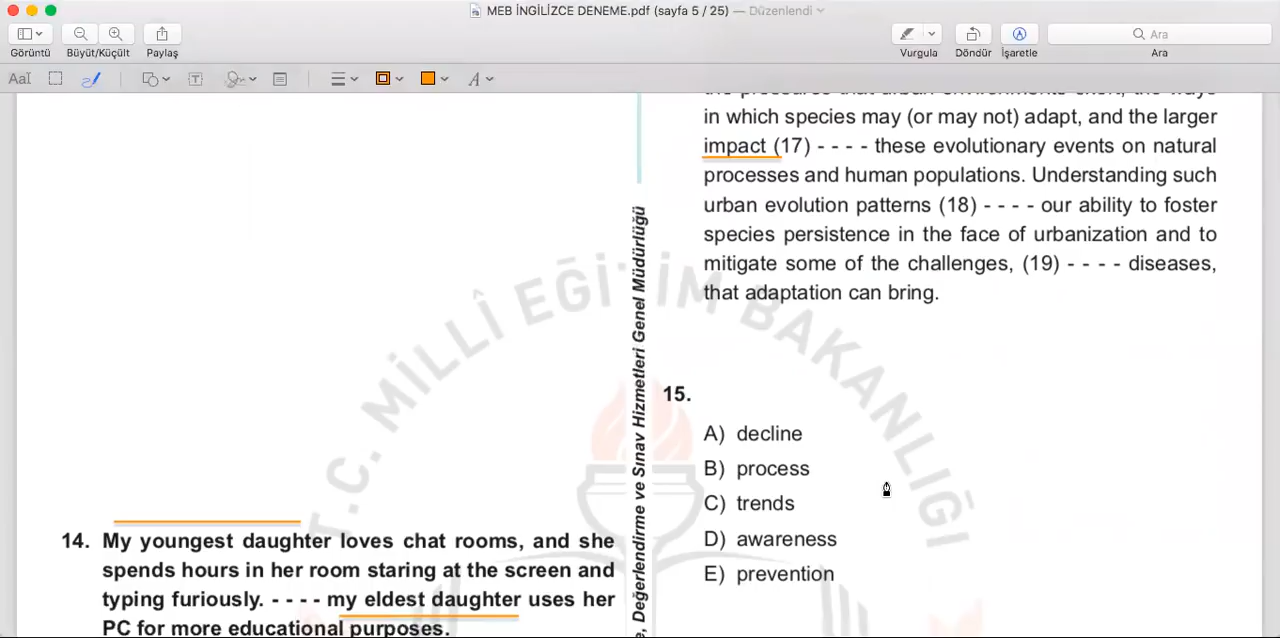 MEB İNGİLİZCE DENEME.pdf (sayfa 5 / 25) — Düzenlendi
Görüntü
Büyüt/Küçült
Paylaş
Vurgula
Döndür
İşaretle
Ara
Ara
in which species may (or may not) adapt, and the larger
impact (17) - - - - these evolutionary events on natural
processes and human populations. Understanding such
urban evolution patterns (18) - - - - our ability to foster
species persistence in the face of urbanization and to
mitigate some of the challenges, (19) - - - - diseases,
that adaptation can bring.
15.
A) decline
B) process
C) trends
D) awareness
E) prevention
14. My youngest daughter loves chat rooms, and she
spends hours in her room staring at the screen and
typing furiously. - - - - my eldest daughter uses her
PC for more educational purposes.
Değerlendirme ve Sınav Hizmetleri Genel Müdürlüğü
T.C. MİLLÎ EĞİTİM BAKANLIĞI